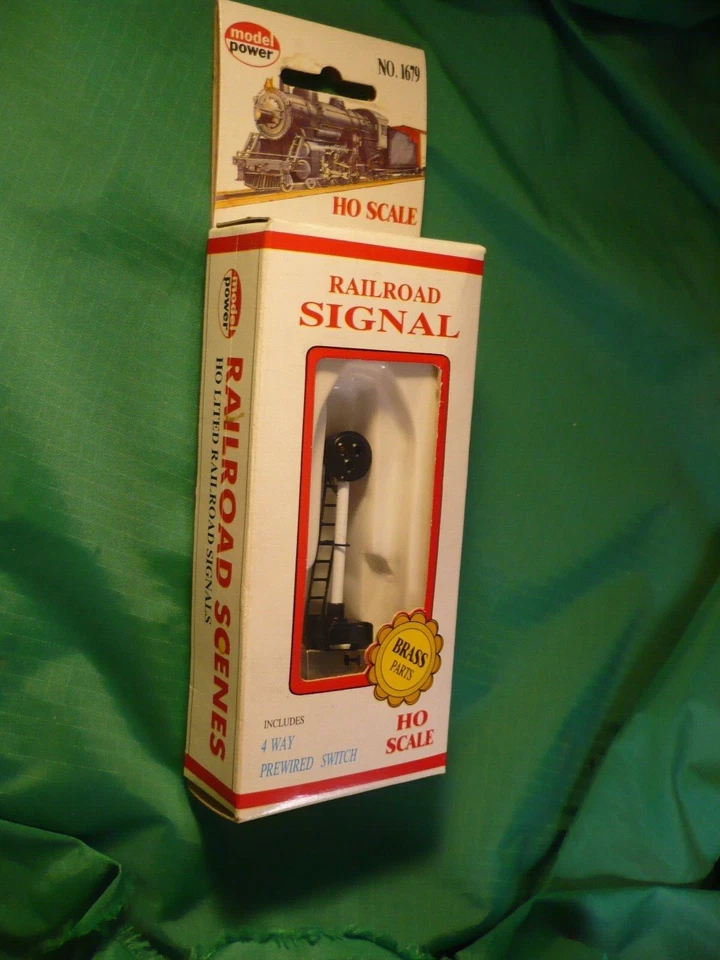 model
power
NO. 1679
HO SCALE
RAILROAD
SIGNAL
BRASS
PARTS
INCLUDES
4 WAY
PREWIRED SWITCH
HO
SCALE
model
power
RAILROAD SCENES
HO LITED RAILROAD SIGNALS